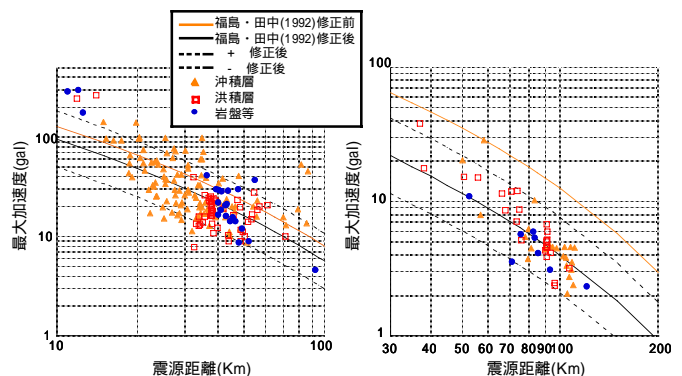 福島・田中(1992)修正前
福島・田中(1992)修正後
+ 修正後
- 修正後
沖積層
洪積層
岩盤等
最大加速度(gal)
100
10
1
10
100
震源距離(Km)
最大加速度(gal)
100
10
1
30 40 50 60 70 80 90 100 200
震源距離(Km)